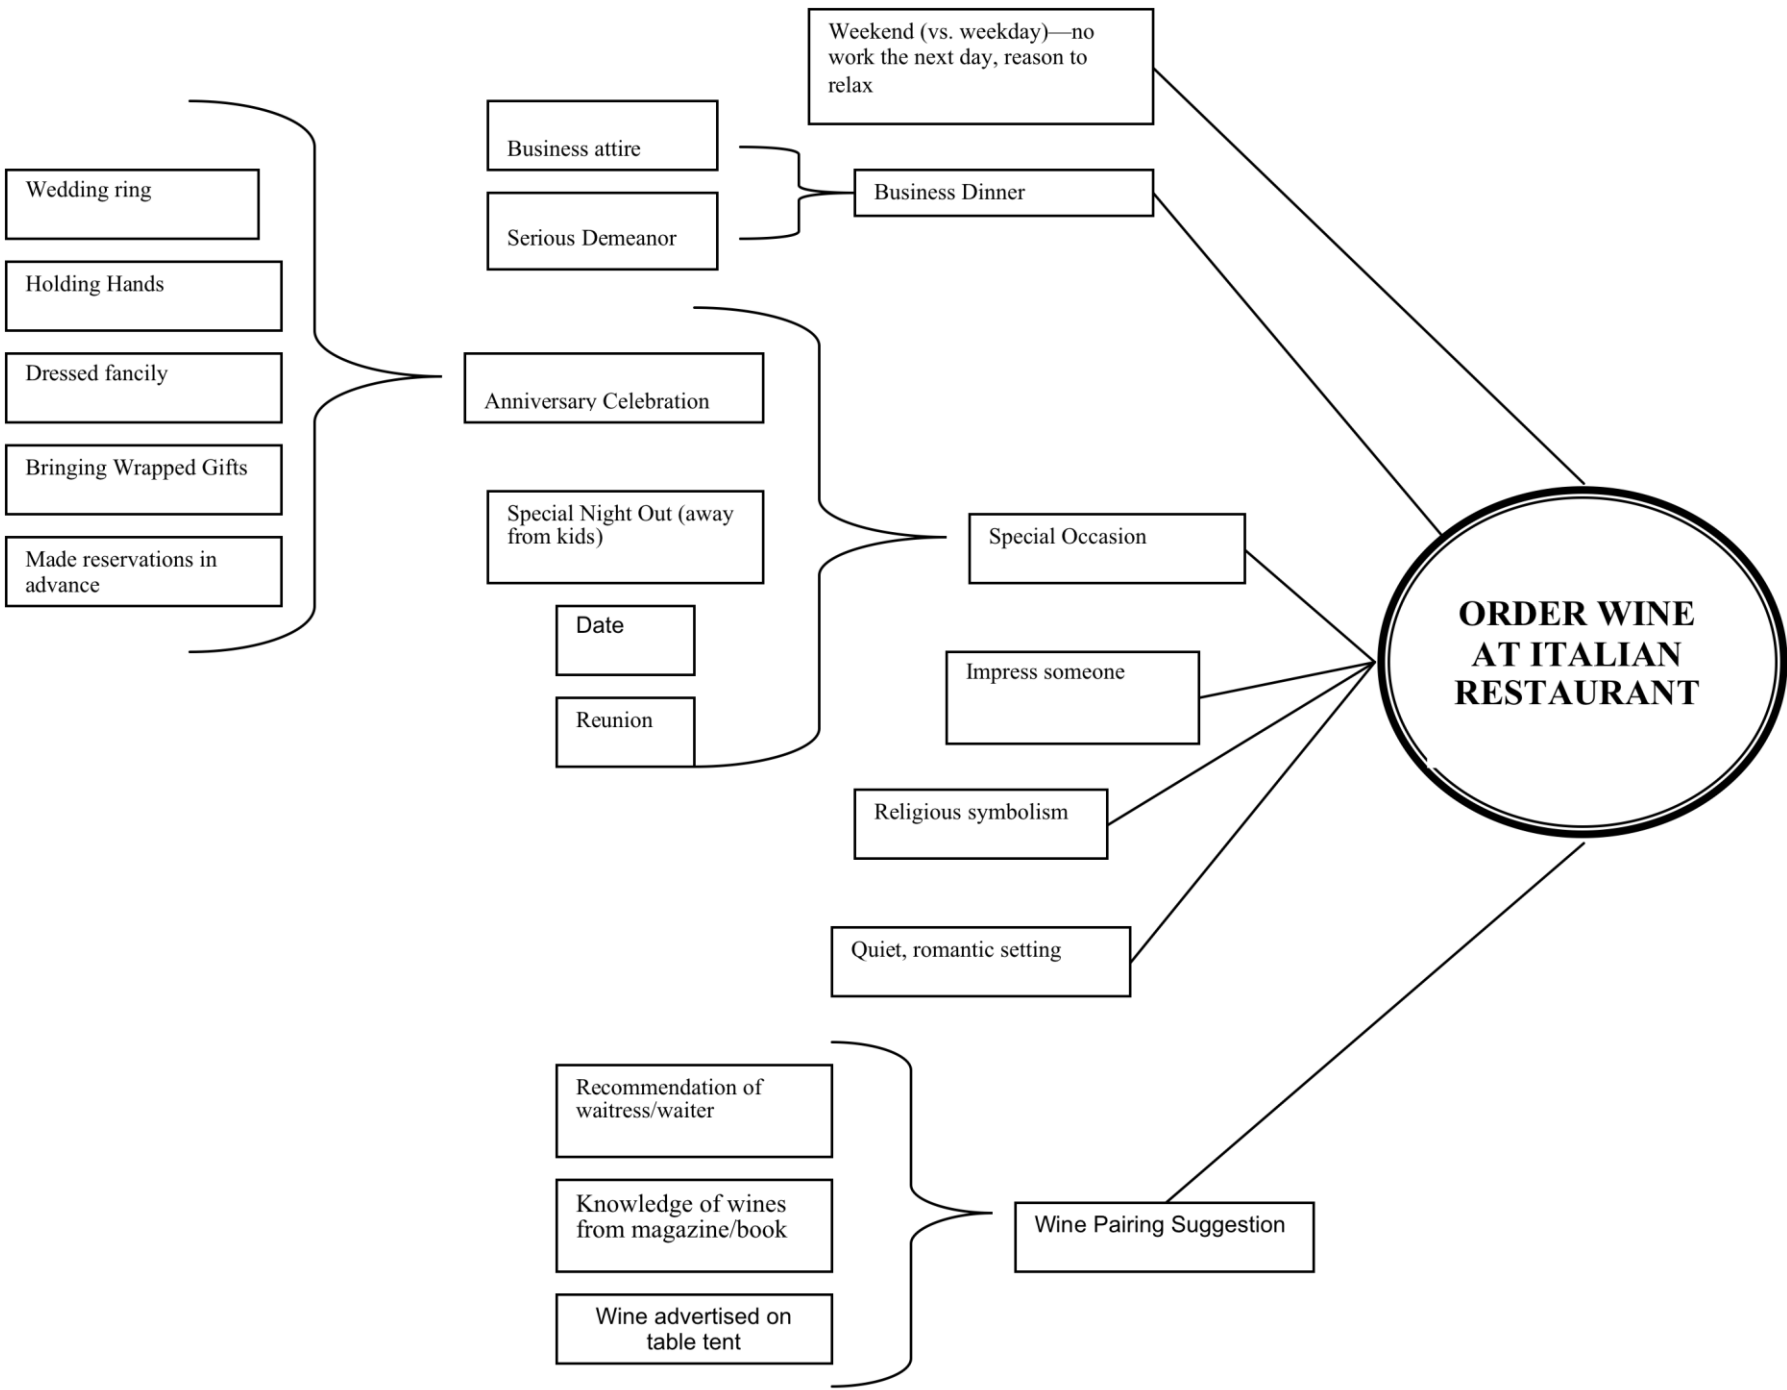 Weekend (vs. weekday)—no
work the next day, reason to
relax
Business attire
Serious Demeanor
Business Dinner
Wedding ring
Holding Hands
Dressed fancily
Bringing Wrapped Gifts
Made reservations in
advance
Anniversary Celebration
Special Night Out (away
from kids)
Date
Reunion
Special Occasion
Impress someone
Religious symbolism
Quiet, romantic setting
ORDER WINE
AT ITALIAN
RESTAURANT
Recommendation of
waitress/waiter
Knowledge of wines
from magazine/book
Wine advertised on
table tent
Wine Pairing Suggestion